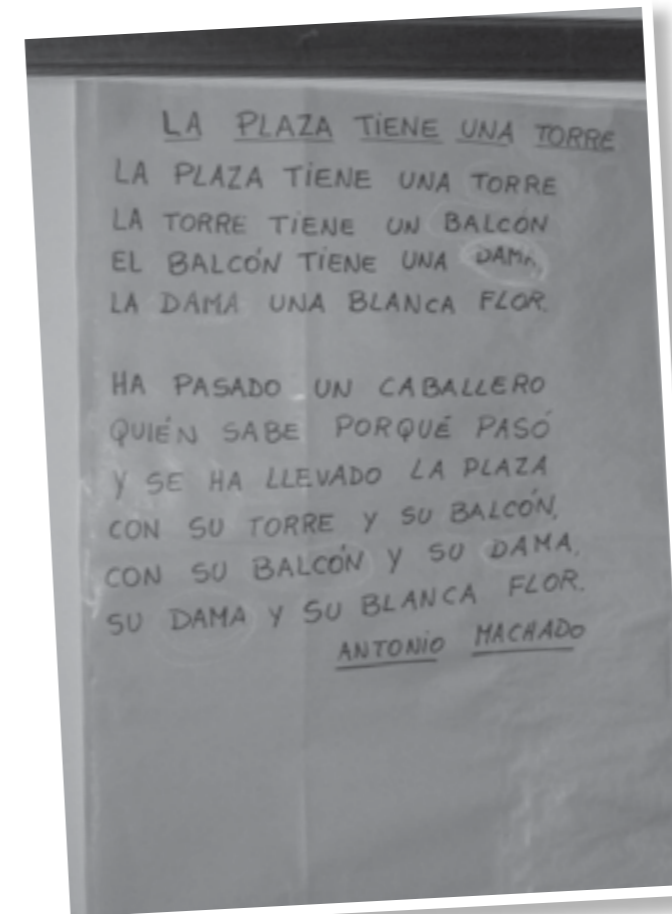 LA PLAZA TIENE UNA TORRE
LA PLAZA TIENE UNA TORRE
LA TORRE TIENE UN BALCÓN
EL BALCÓN TIENE UNA DAMA
LA DAMA UNA BLANCA FLOR.
HA PASADO UN CABALLERO
QUIÉN SABE PORQUÉ PASÓ
Y SE HA LLEVADO LA PLAZA
CON SU TORRE Y SU BALCÓN,
CON SU BALCÓN Y SU DAMA,
SU DAMA Y SU BLANCA FLOR.
ANTONIO MACHADO